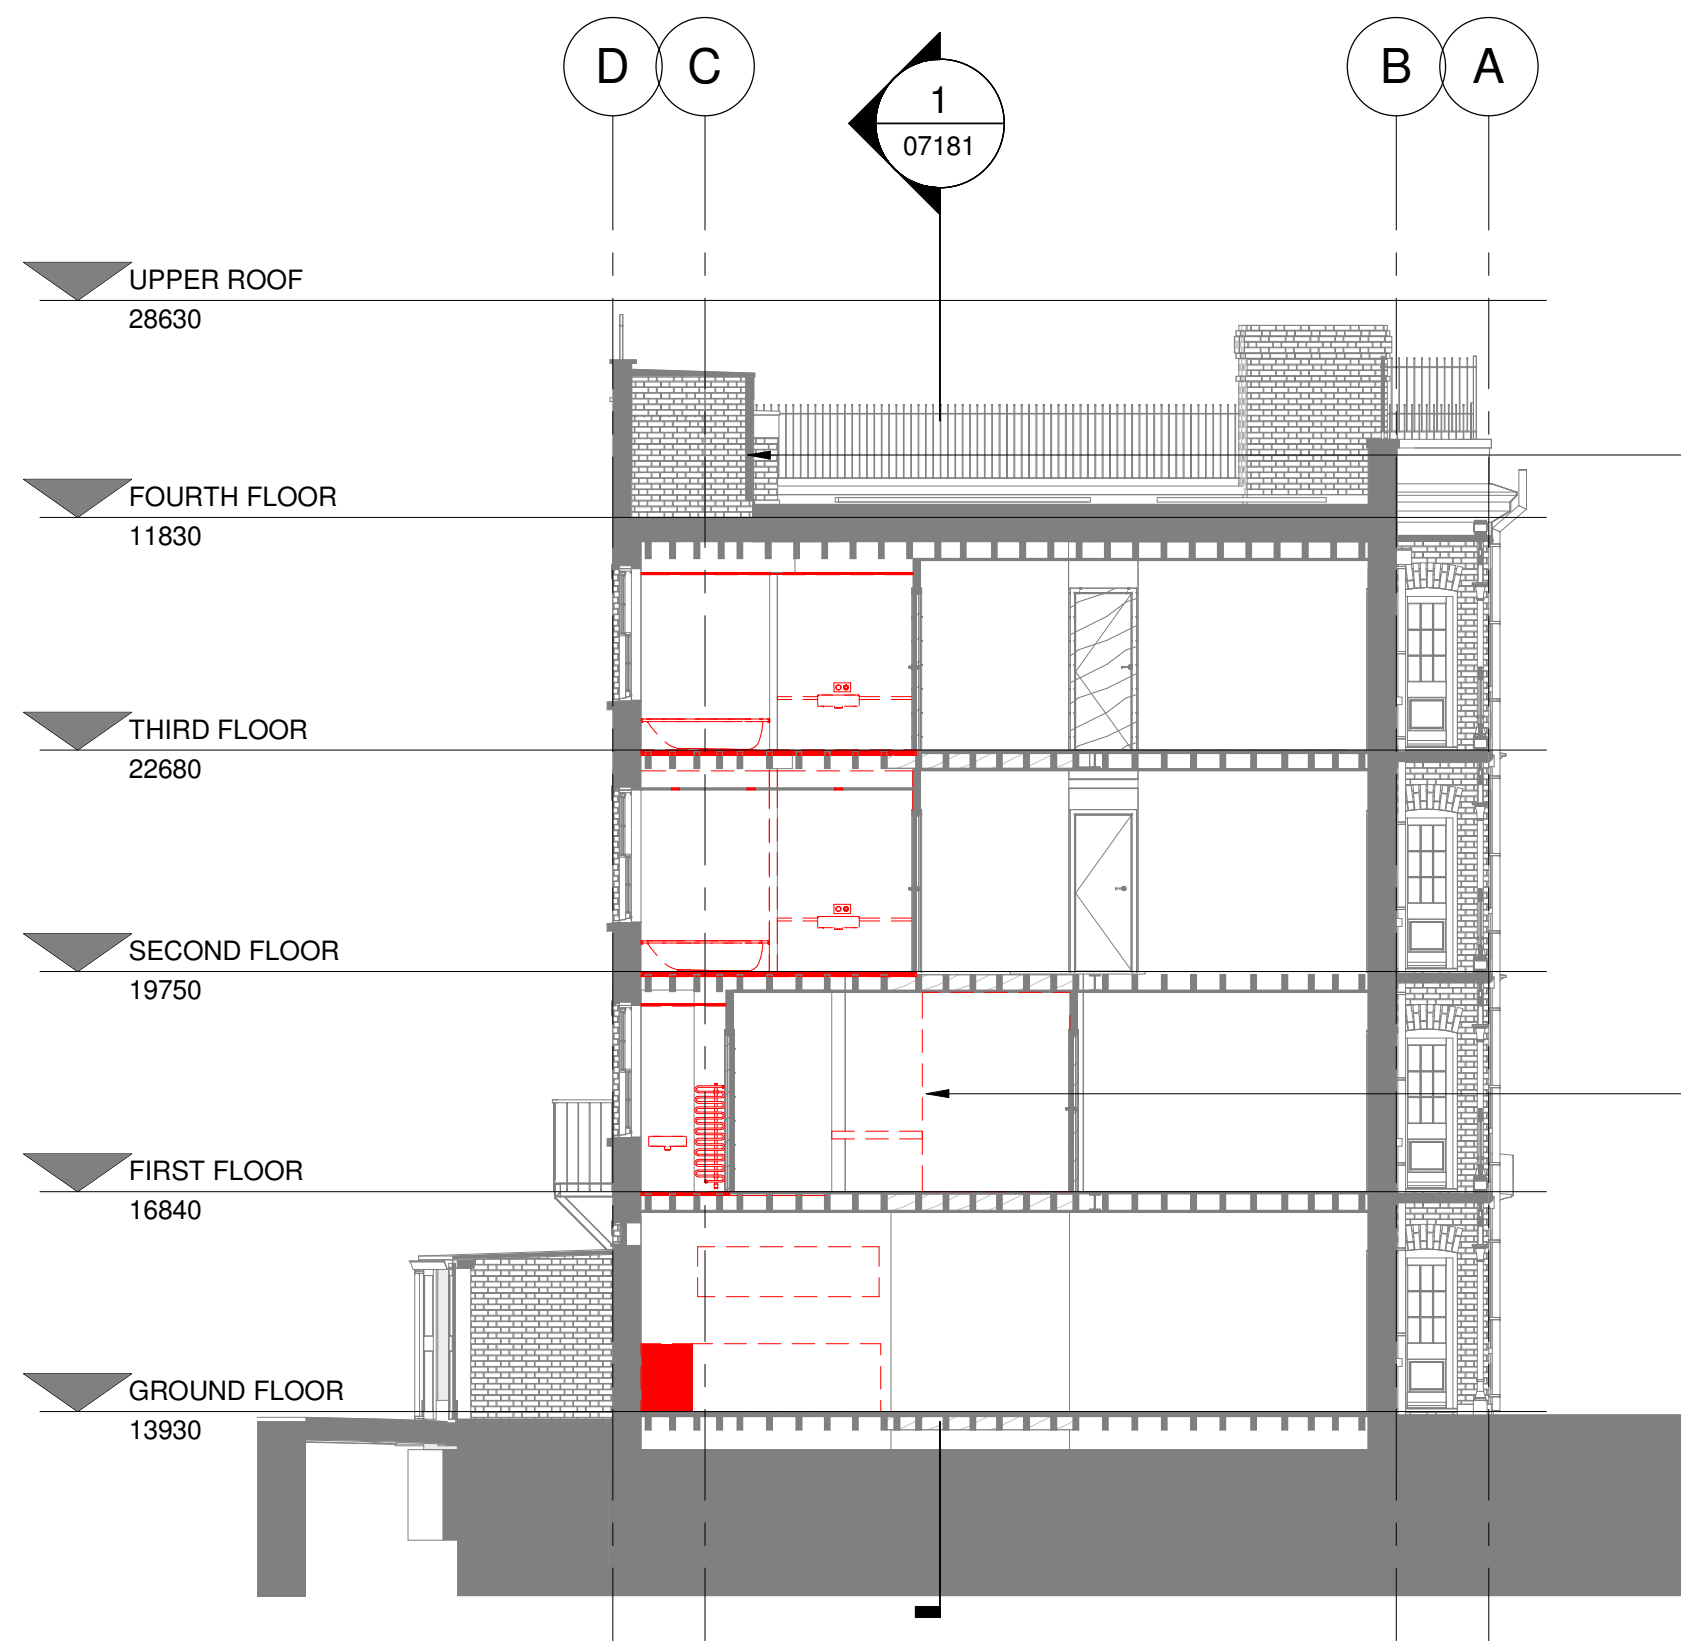 D C B A
1
07181
UPPER ROOF
28630
FOURTH FLOOR
11830
THIRD FLOOR
22680
SECOND FLOOR
19750
FIRST FLOOR
16840
GROUND FLOOR
13930